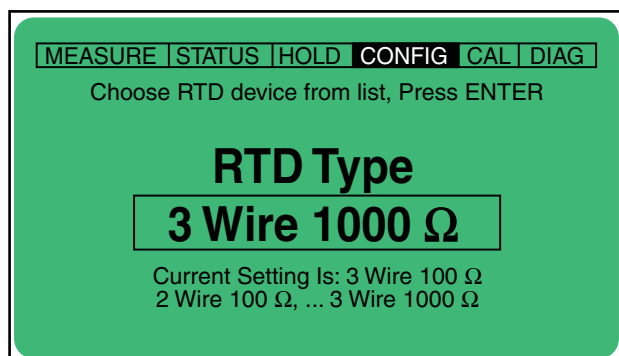 MEASURE STATUS HOLD CONFIG CAL DIAG
Choose RTD device from list, Press ENTER
RTD Type
3 Wire 1000 Ω
Current Setting Is: 3 Wire 100 Ω
2 Wire 100 Ω, ... 3 Wire 1000 Ω